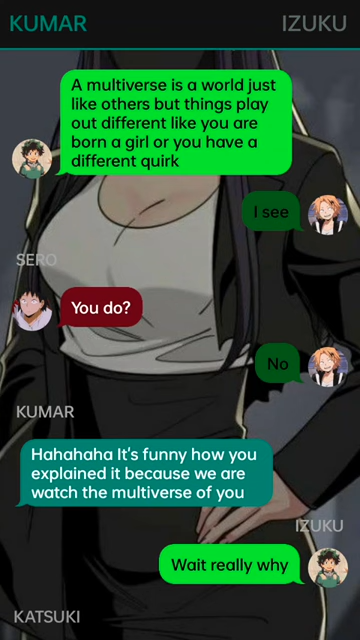 KUMAR
IZUKU
A multiverse is a world just
like others but things play
out different like you are
born a girl or you have a
different quirk
I see
SERO
You do?
No
KUMAR
Hahahaha It's funny how you
explained it because we are
watch the multiverse of you
IZUKU
Wait really why
KATSUKI